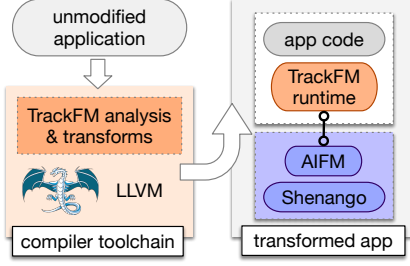 unmodified
application
TrackFM analysis
& transforms
LLVM
compiler toolchain
app code
TrackFM
runtime
AIFM
Shenango
transformed app